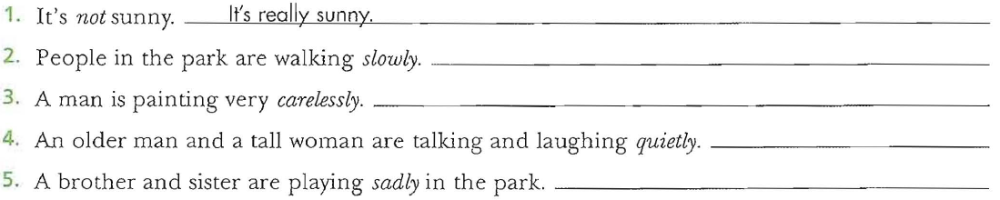 1. It's not sunny. It's really sunny.
2. People in the park are walking slowly.
3. A man is painting very carelessly.
4. An older man and a tall woman are talking and laughing quietly.
5. A brother and sister are playing sadly in the park.